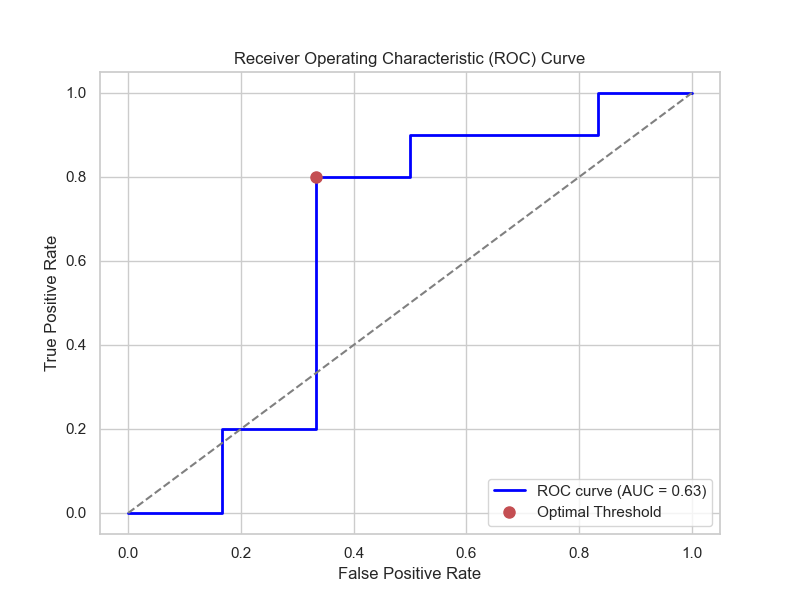 Receiver Operating Characteristic (ROC) Curve
True Positive Rate
1.0
0.8
0.6
0.4
0.2
0.0
ROC curve (AUC = 0.63)
Optimal Threshold
0.0 0.2 0.4 0.6 0.8 1.0
False Positive Rate